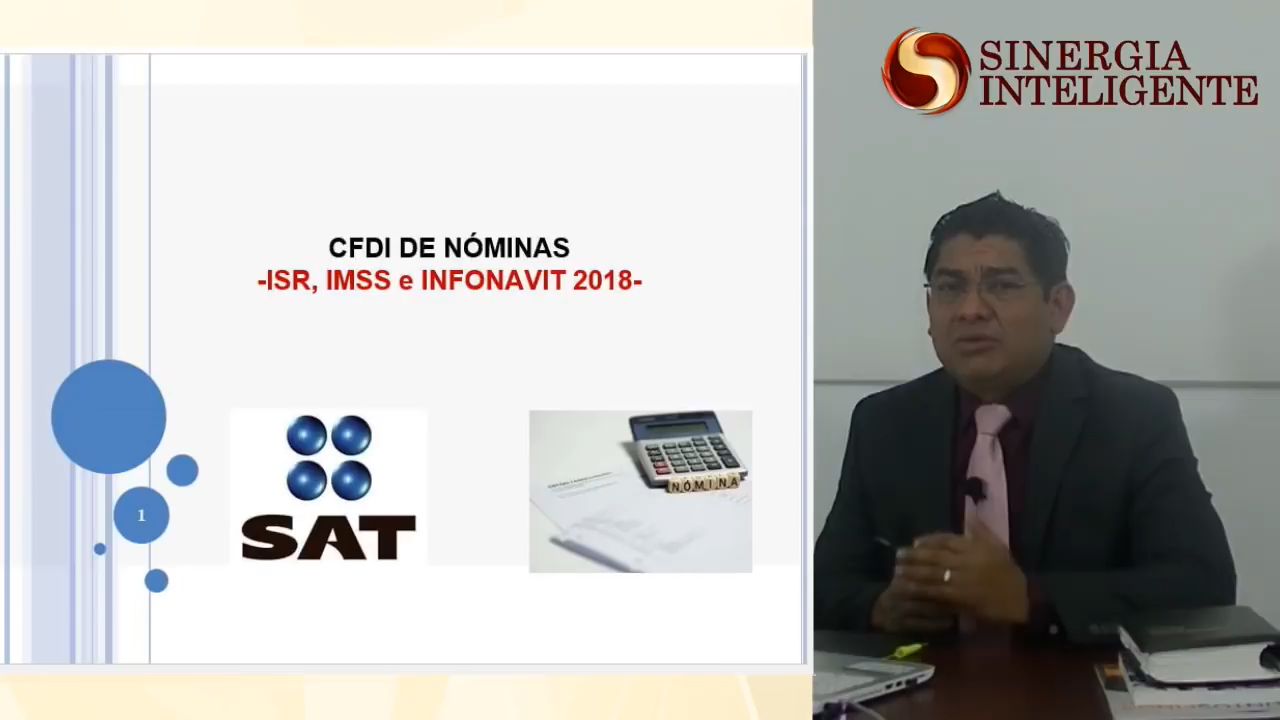 SINERGIA
INTELIGENTE
CFDI DE NÓMINAS
-ISR, IMSS e INFONAVIT 2018-
SAT
NÓMINA
1